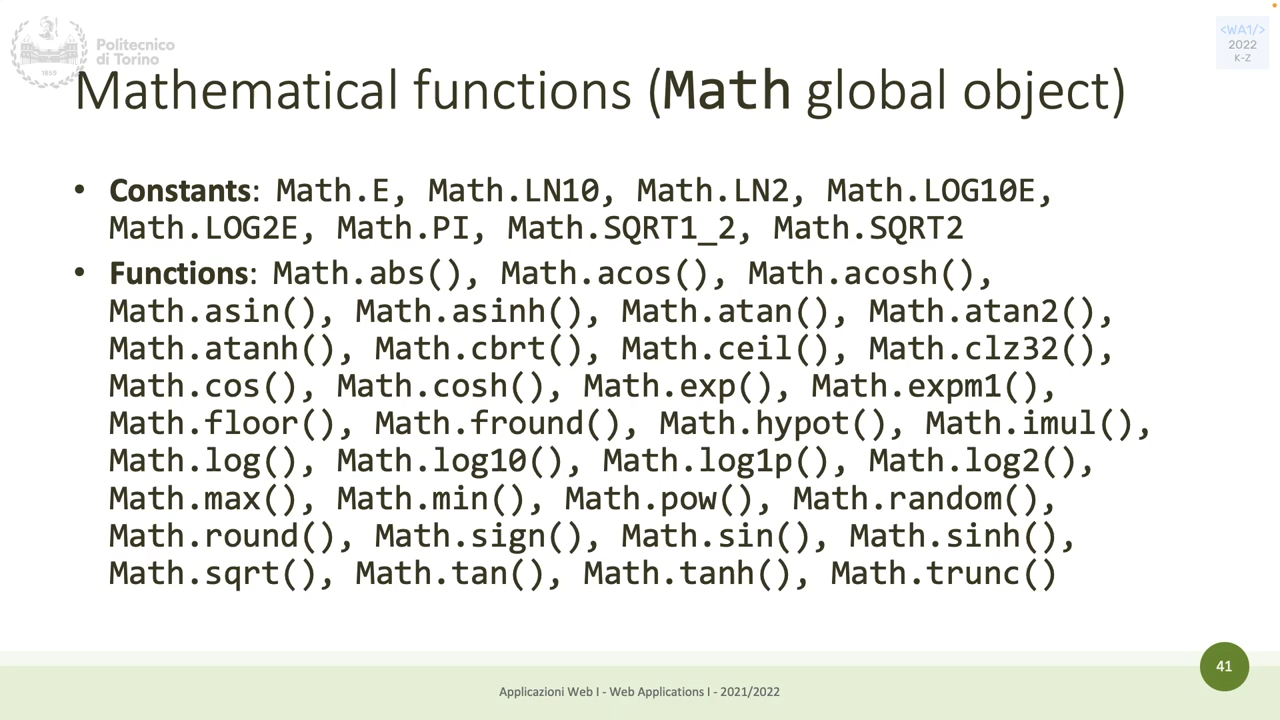 Politecnico
di Torino
1859
<WA1/>
2022
K-Z
Mathematical functions (Math global object)
• Constants: Math.E, Math.LN10, Math.LN2, Math.LOG10E,
Math.LOG2E, Math.PI, Math.SQRT1_2, Math.SQRT2
• Functions: Math.abs(), Math.acos(), Math.acosh(),
Math.asin(), Math.asinh(), Math.atan(), Math.atan2(),
Math.atanh(), Math.cbrt(), Math.ceil(), Math.clz32(),
Math.cos(), Math.cosh(), Math.exp(), Math.expm1(),
Math.floor(), Math.fround(), Math.hypot(), Math.imul(),
Math.log(), Math.log10(), Math.log1p(), Math.log2(),
Math.max(), Math.min(), Math.pow(), Math.random(),
Math.round(), Math.sign(), Math.sin(), Math.sinh(),
Math.sqrt(), Math.tan(), Math.tanh(), Math.trunc()
41
Applicazioni Web I - Web Applications I - 2021/2022